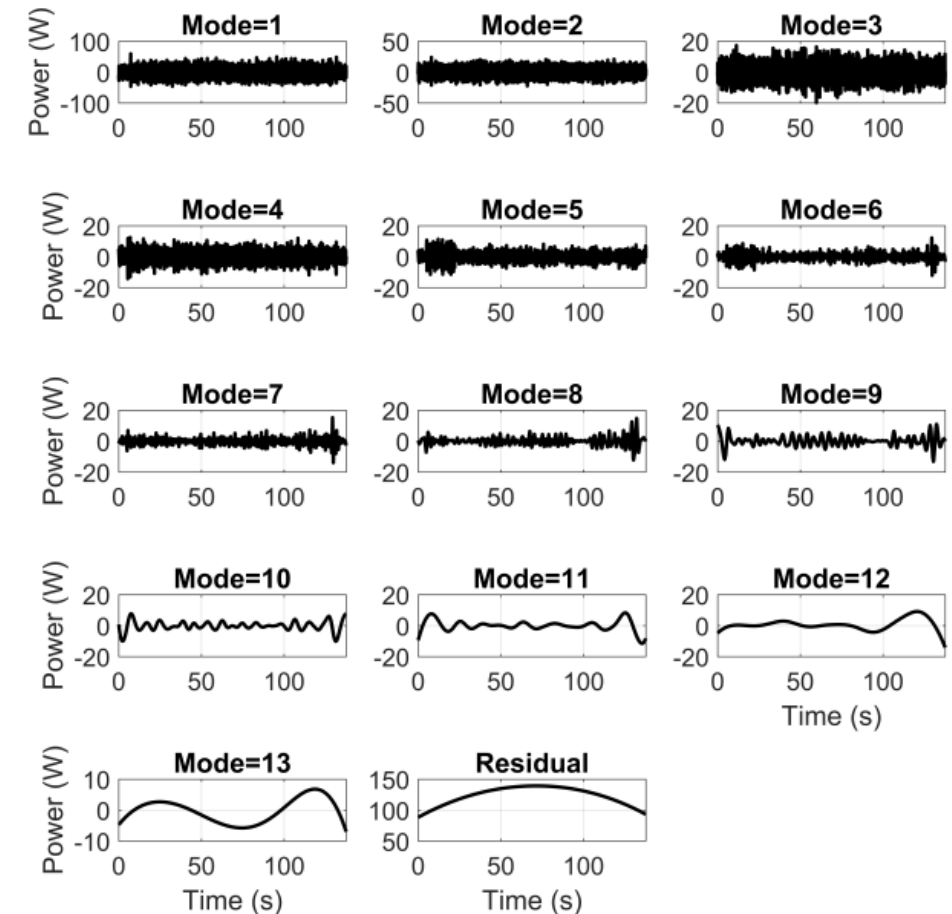 Mode=1 Mode=2 Mode=3
Power (W)
100 50 20
0 0 0
-100 -50 -20
0 50 100 0 50 100 0 50 100
Mode=4 Mode=5 Mode=6
Power (W)
20 20 20
0 0 0
-20 -20 -20
0 50 100 0 50 100 0 50 100
Mode=7 Mode=8 Mode=9
Power (W)
20 20 20
0 0 0
-20 -20 -20
0 50 100 0 50 100 0 50 100
Mode=10 Mode=11 Mode=12
Power (W)
20 20 20
0 0 0
-20 -20 -20
0 50 100 0 50 100 0 50 100
Time (s)
Mode=13 Residual
Power (W)
10 150
0 100
-10 50
0 50 100 0 50 100
Time (s) Time (s)